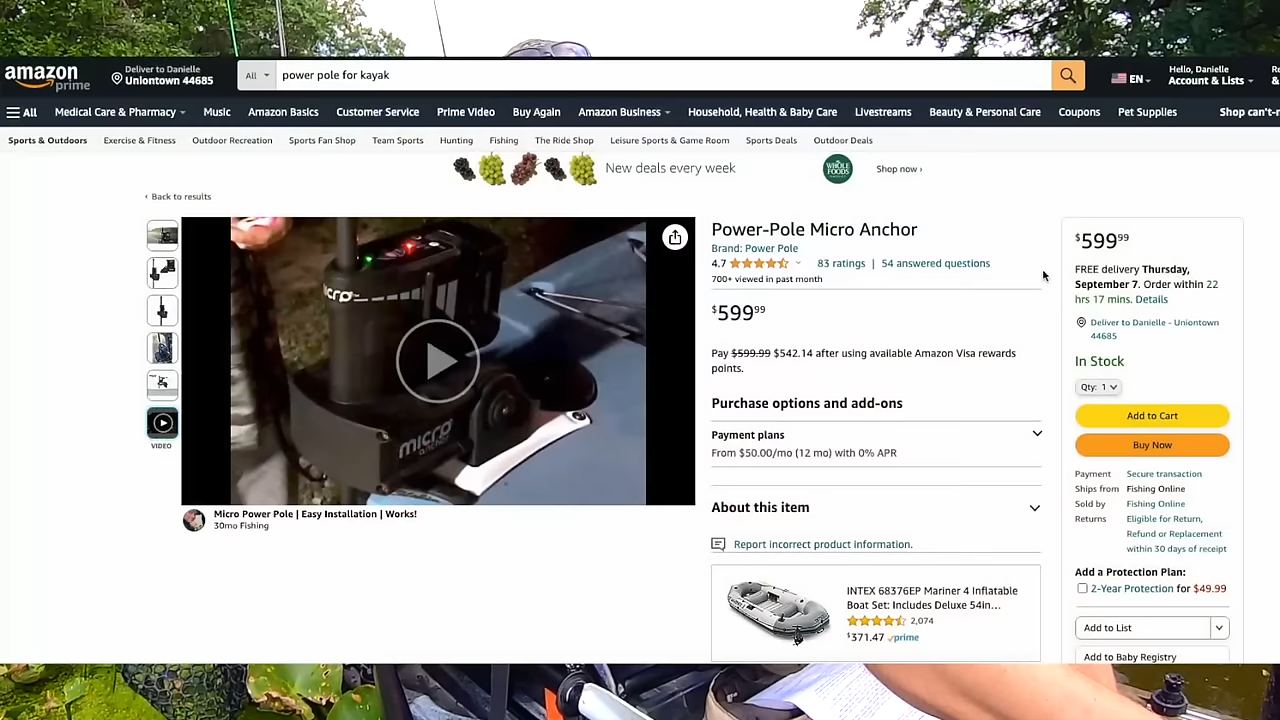 amazon
prime
Deliver to Danielle
Uniontown 44685
All
power pole for kayak
EN
Hello, Danielle
Account & Lists
All
Medical Care & Pharmacy
Music
Amazon Basics
Customer Service
Prime Video
Buy Again
Amazon Business
Household, Health & Baby Care
Livestreams
Beauty & Personal Care
Coupons
Pet Supplies
Sports & Outdoors
Exercise & Fitness
Outdoor Recreation
Sports Fan Shop
Team Sports
Hunting
Fishing
The Ride Shop
Leisure Sports & Game Room
Sports Deals
Outdoor Deals
New deals every week
WHOLE FOODS
Shop now ›
‹ Back to results
micro
VIDEO
Micro Power Pole | Easy Installation | Works!
30mo Fishing
Power-Pole Micro Anchor
Brand: Power Pole
4.7
83 ratings | 54 answered questions
700+ viewed in past month
$59999
Pay $599.99 $542.14 after using available Amazon Visa rewards
points.
Purchase options and add-ons
Payment plans
From $50.00/mo (12 mo) with 0% APR
About this item
Report incorrect product information.
INTEX 68376EP Mariner 4 Inflatable
Boat Set: Includes Deluxe 54in...
2,074
$371.47 prime
$59999
FREE delivery Thursday,
September 7. Order within 22
hrs 17 mins. Details
Deliver to Danielle - Uniontown
44685
In Stock
Qty: 1
Add to Cart
Buy Now
Payment Secure transaction
Ships from Fishing Online
Sold by Fishing Online
Returns Eligible for Return,
Refund or Replacement
within 30 days of receipt
Add a Protection Plan:
2-Year Protection for $49.99
Add to List
Add to Baby Registry